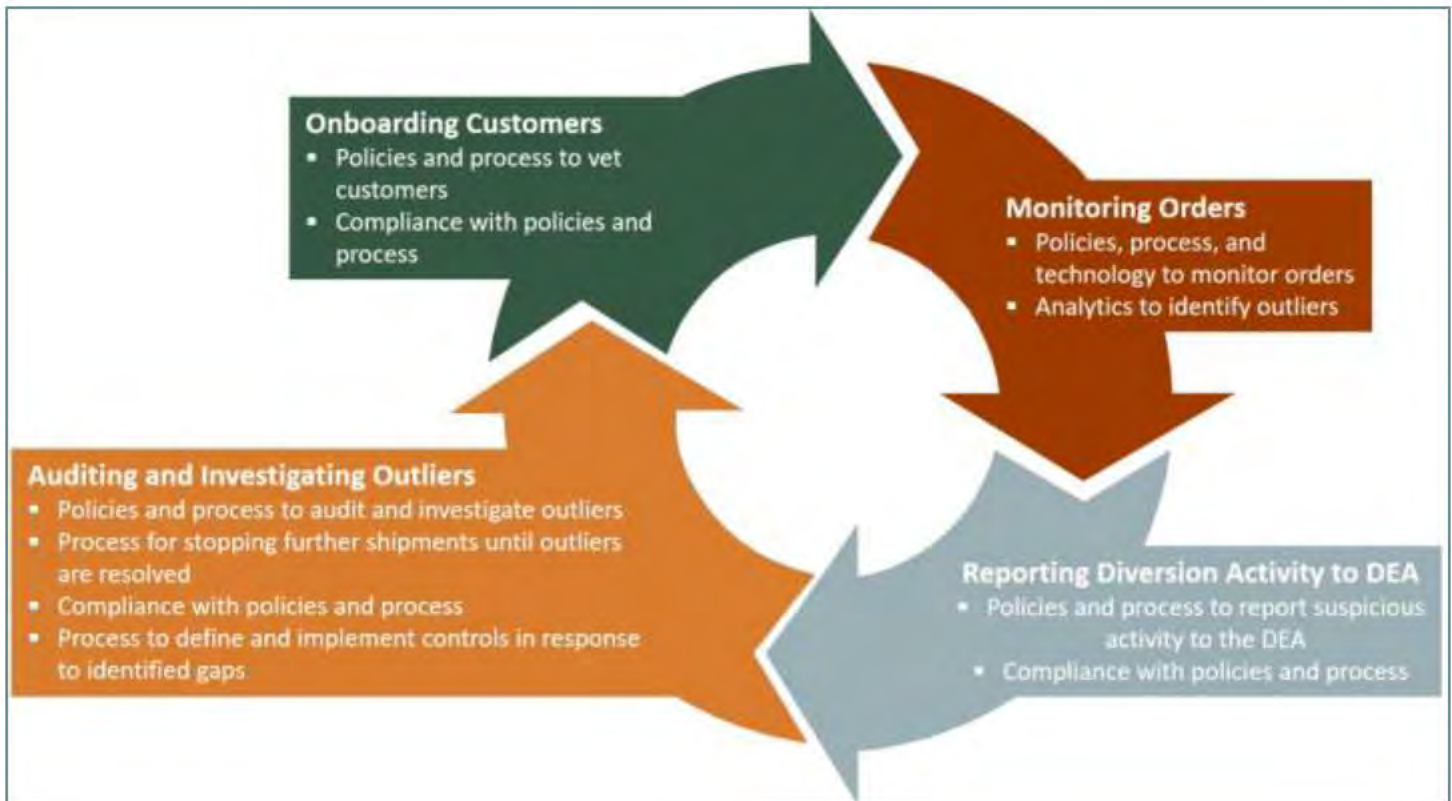 Onboarding Customers
▪ Policies and process to vet
customers
▪ Compliance with policies and
process
Monitoring Orders
▪ Policies, process, and
technology to monitor orders
▪ Analytics to identify outliers
Auditing and Investigating Outliers
▪ Policies and process to audit and investigate outliers
▪ Process for stopping further shipments until outliers
are resolved
▪ Compliance with policies and process
▪ Process to define and implement controls in response
to identified gaps
Reporting Diversion Activity to DEA
▪ Policies and process to report suspicious
activity to the DEA
▪ Compliance with policies and process